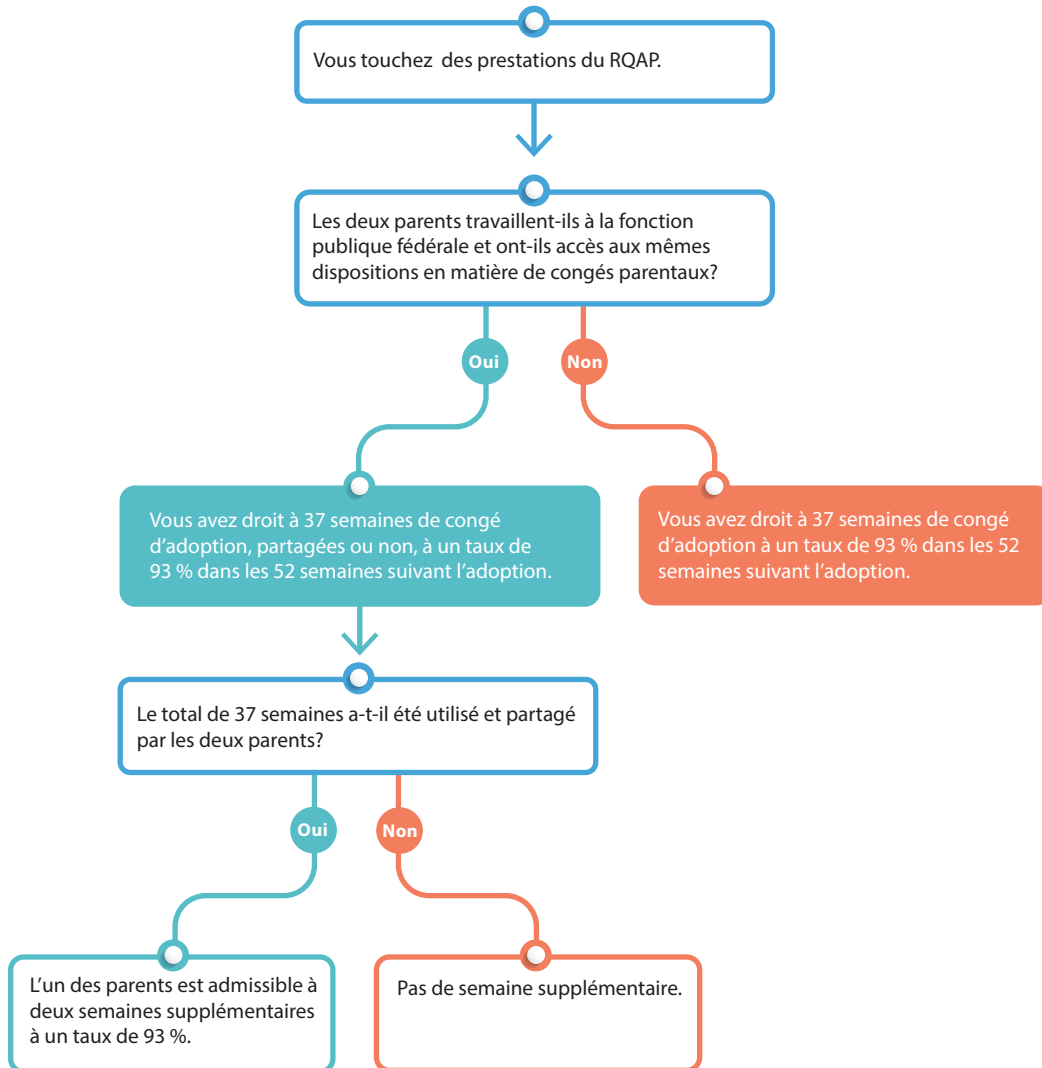 Vous touchez des prestations du RQAP.
Les deux parents travaillent-ils à la fonction
publique fédérale et ont-ils accès aux mêmes
dispositions en matière de congés parentaux?
Oui
Non
Vous avez droit à 37 semaines de congé
d'adoption, partagées ou non, à un taux de
93 % dans les 52 semaines suivant l'adoption.
Vous avez droit à 37 semaines de congé
d'adoption à un taux de 93 % dans les 52
semaines suivant l'adoption.
Le total de 37 semaines a-t-il été utilisé et partagé
par les deux parents?
Oui
Non
L'un des parents est admissible à
deux semaines supplémentaires
à un taux de 93 %.
Pas de semaine supplémentaire.